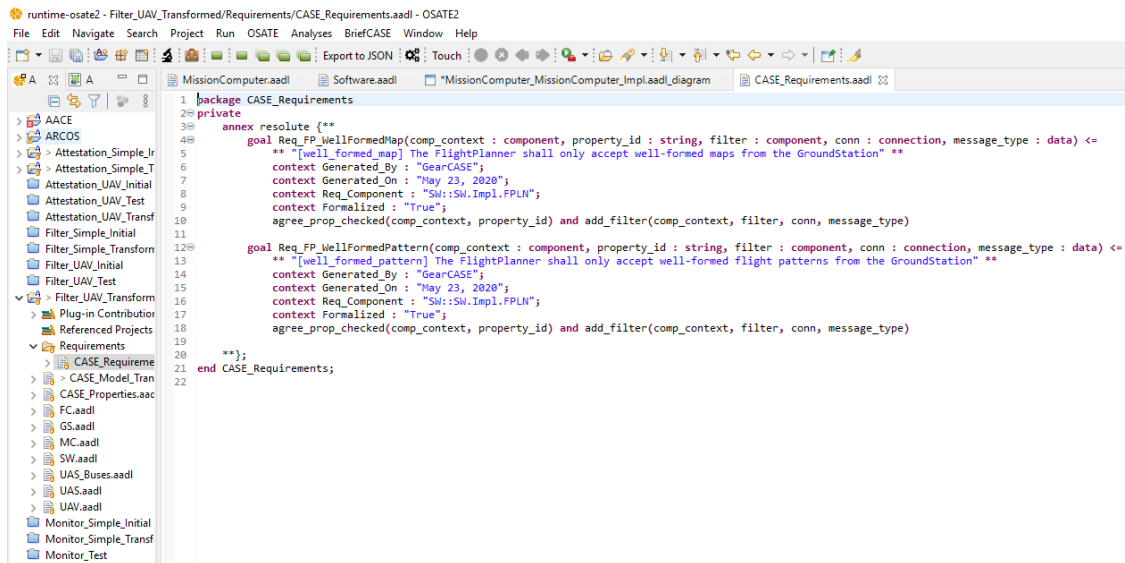 runtime-osate2 - Filter_UAV_Transformed/Requirements/CASE_Requirements.aadl - OSATE2
File Edit Navigate Search Project Run OSATE Analyses BriefCASE Window Help
Export to JSON Touch
A A
MissionComputer.aadl Software.aadl *MissionComputer_MissionComputer_Impl.aadl_diagram CASE_Requirements.aadl
AACE
ARCOS
> Attestation_Simple_Ir
> Attestation_Simple_T
Attestation_UAV_Initial
Attestation_UAV_Test
Attestation_UAV_Transf
Filter_Simple_Initial
Filter_Simple_Transform
Filter_UAV_Initial
Filter_UAV_Test
> Filter_UAV_Transform
Plug-in Contribution
Referenced Projects
Requirements
CASE_Requireme
> CASE_Model_Tran
CASE_Properties.aad
FC.aadl
GS.aadl
MC.aadl
SW.aadl
UAS_Buses.aadl
UAS.aadl
UAV.aadl
Monitor_Simple_Initial
Monitor_Simple_Transf
Monitor_Test
1 package CASE_Requirements
2 private
3 annex resolute {**
4 goal Req_FP_WellFormedMap(comp_context : component, property_id : string, filter : component, conn : connection, message_type : data) <=
5 ** "[well_formed_map] The FlightPlanner shall only accept well-formed maps from the GroundStation" **
6 context Generated_By : "GearCASE";
7 context Generated_On : "May 23, 2020";
8 context Req_Component : "SW::SW.Impl.FPLN";
9 context Formalized : "True";
10 agree_prop_checked(comp_context, property_id) and add_filter(comp_context, filter, conn, message_type)
11
12 goal Req_FP_WellFormedPattern(comp_context : component, property_id : string, filter : component, conn : connection, message_type : data) <=
13 ** "[well_formed_pattern] The FlightPlanner shall only accept well-formed flight patterns from the GroundStation" **
14 context Generated_By : "GearCASE";
15 context Generated_On : "May 23, 2020";
16 context Req_Component : "SW::SW.Impl.FPLN";
17 context Formalized : "True";
18 agree_prop_checked(comp_context, property_id) and add_filter(comp_context, filter, conn, message_type)
19
20 **};
21 end CASE_Requirements;
22